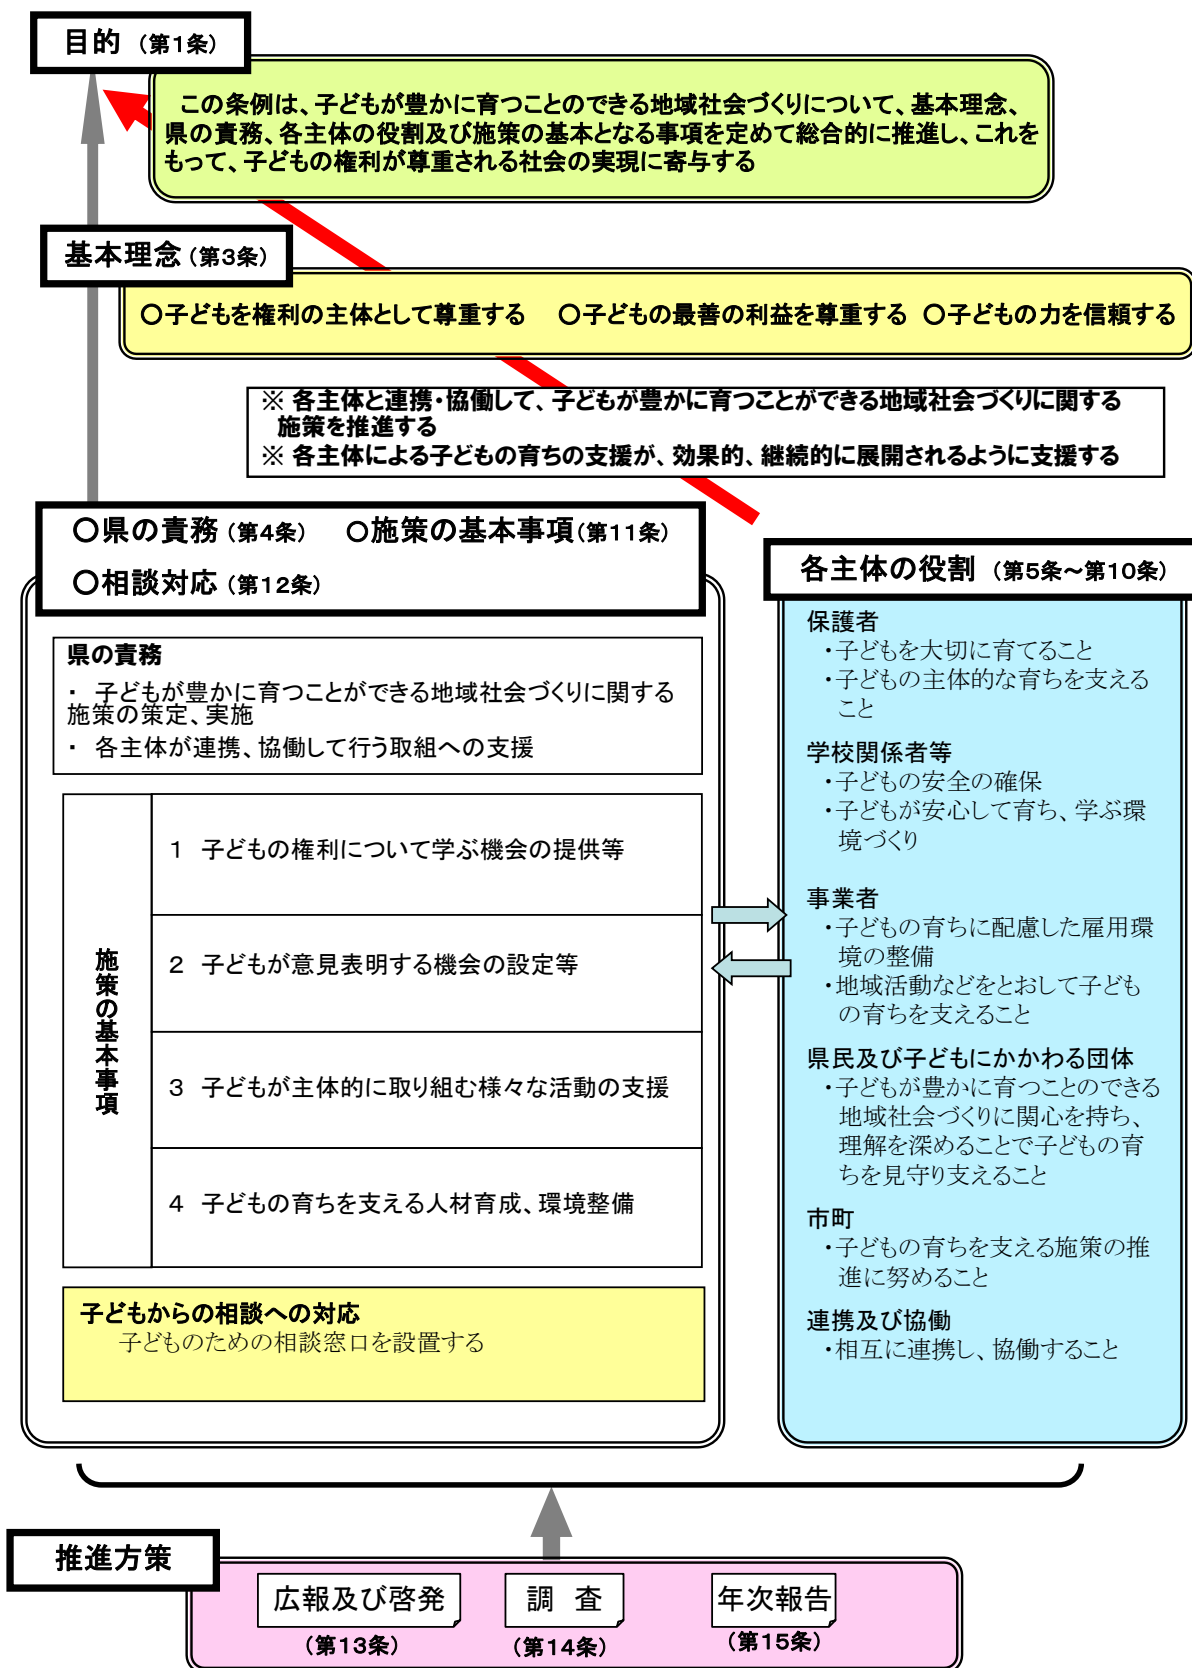 目的（第１条）
この条例は、子どもが豊かに育つことのできる地域社会づくりについて、基本理念、
県の責務、各主体の役割及び施策の基本となる事項を定めて総合的に推進し、これを
もって、子どもの権利が尊重される社会の実現に寄与する
基本理念（第３条）
○子どもを権利の主体として尊重する　○子どもの最善の利益を尊重する　○子どもの力を信頼する
※ 各主体と連携・協働して、子どもが豊かに育つことができる地域社会づくりに関する
施策を推進する
※ 各主体による子どもの育ちの支援が、効果的、継続的に展開されるように支援する
○県の責務（第４条）　○施策の基本事項（第１１条）
○相談対応（第１２条）
県の責務
・ 子どもが豊かに育つことができる地域社会づくりに関する
施策の策定、実施
・ 各主体が連携、協働して行う取組への支援
施策の基本事項
１ 子どもの権利について学ぶ機会の提供等
２ 子どもが意見表明する機会の設定等
３ 子どもが主体的に取り組む様々な活動の支援
４ 子どもの育ちを支える人材育成、環境整備
子どもからの相談への対応
子どものための相談窓口を設置する
各主体の役割（第５条～第１０条）
保護者
・子どもを大切に育てること
・子どもの主体的な育ちを支える
こと
学校関係者等
・子どもの安全の確保
・子どもが安心して育ち、学ぶ環
境づくり
事業者
・子どもの育ちに配慮した雇用環
境の整備
・地域活動などをとおして子ども
の育ちを支えること
県民及び子どもにかかわる団体
・子どもが豊かに育つことのできる
地域社会づくりに関心を持ち、
理解を深めることで子どもの育
ちを見守り支えること
市町
・子どもの育ちを支える施策の推
進に努めること
連携及び協働
・相互に連携し、協働すること
推進方策
広報及び啓発
（第１３条）
調　査
（第１４条）
年次報告
（第１５条）